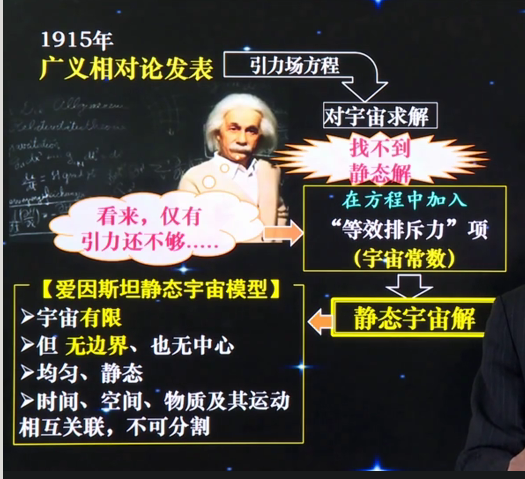 1915年
广义相对论发表
引力场方程
对宇宙求解
找不到
静态解
在方程中加入
“等效排斥力”项
(宇宙常数)
看来，仅有
引力还不够.....
静态宇宙解
【爱因斯坦静态宇宙模型】
➢宇宙有限
➢但 无边界、也无中心
➢均匀、静态
➢时间、空间、物质及其运动
相互关联，不可分割